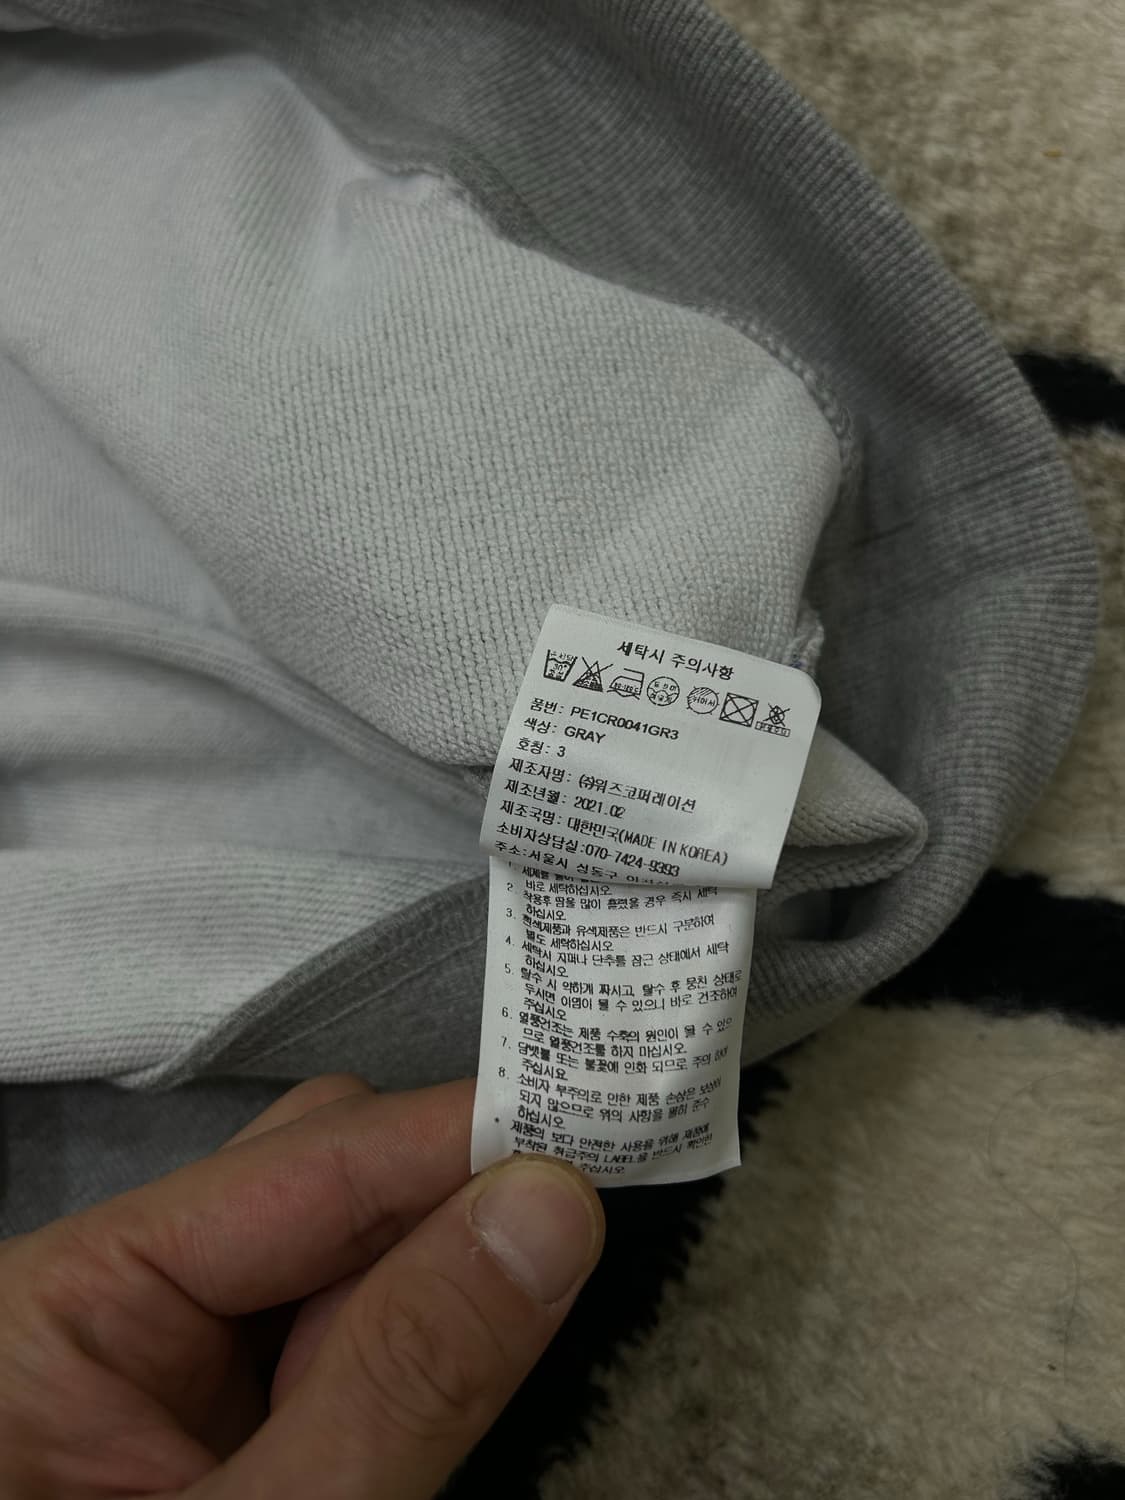 세탁시 주의사항
30°
품번: PE1CR0041GR3
색상: GRAY
호칭: 3
제조자명: ㈜위즈코퍼레이션
제조년월: 2021.02
제조국명: 대한민국(MADE IN KOREA)
소비자상담실:070-7424-9393
주소:서울시 성동구
1.
바로 세탁하십시오.
2. 착용후 땀을 많이 흘렸을 경우 즉시 세탁
하십시오
3. 흰색제품과 유색제품은 반드시 구분하여
별도 세탁하십시오
4. 세탁시 지퍼나 단추를 잠근 상태에서 세탁
하십시오
5. 탈수 시 약하게 짜시고, 탈수 후 뭉친 상태로
두시면 이염이 될 수 있으니 바로 건조하여
주십시오
6. 열풍건조는 제품 수축의 원인이 될 수 있으
므로 열풍건조를 하지 마십시오.
7. 담뱃불 또는 불꽃에 인화 되므로 주의 하여
주십시요
8. 소비자 부주의로 인한 제품 손상은 보상이
되지 않으므로 위의 사항을 필히 준수
하십시오
* 제품의 보다 안전한 사용을 위해 제품에
부착된 취급주의 LABEL을 반드시 확인한
주십시오